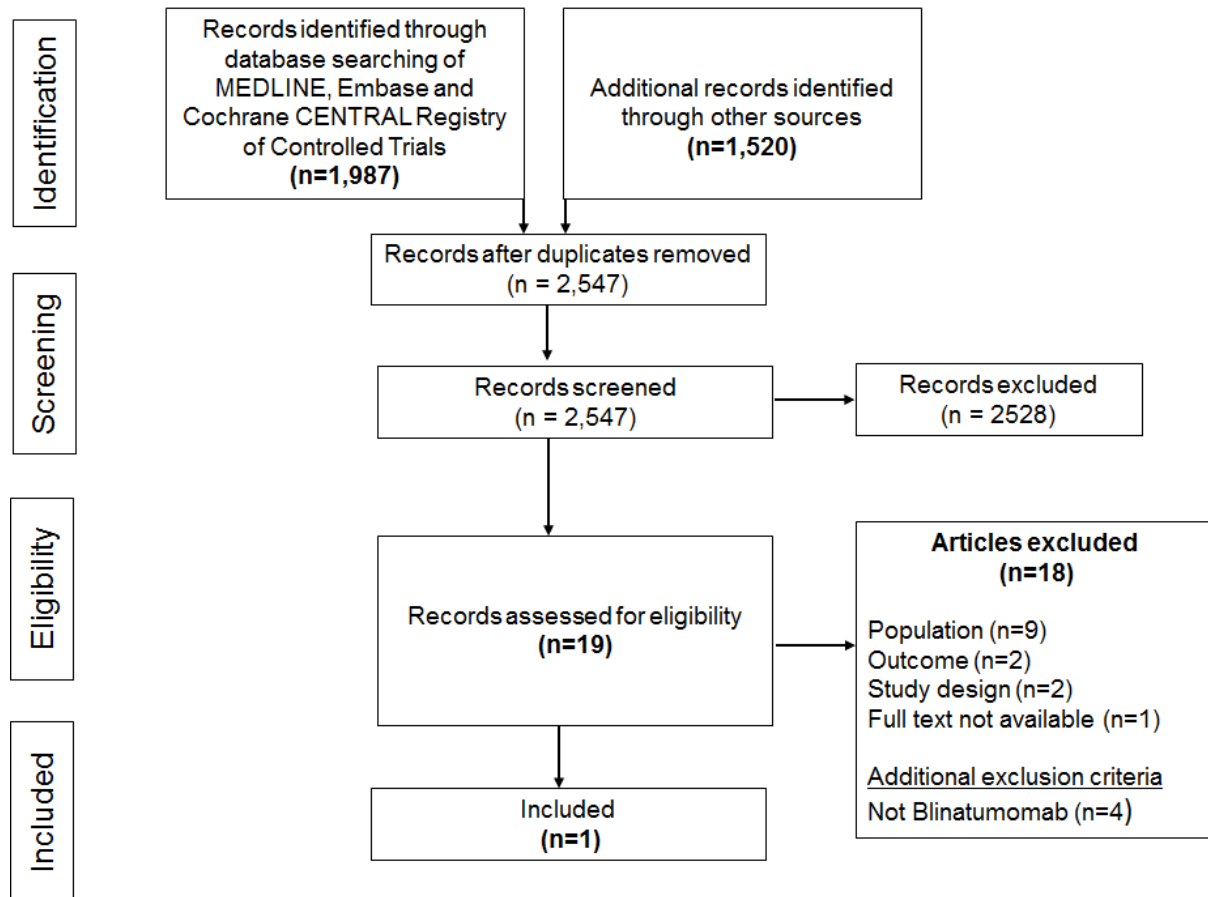 Identification
Records identified through
database searching of
MEDLINE, Embase and
Cochrane CENTRAL Registry
of Controlled Trials
(n=1,987)
Additional records identified
through other sources
(n=1,520)
Records after duplicates removed
(n = 2,547)
Screening
Records screened
(n = 2,547)
Records excluded
(n = 2528)
Eligibility
Records assessed for eligibility
(n=19)
Articles excluded
(n=18)
Population (n=9)
Outcome (n=2)
Study design (n=2)
Full text not available (n=1)
Additional exclusion criteria
Not Blinatumomab (n=4)
Included
Included
(n=1)